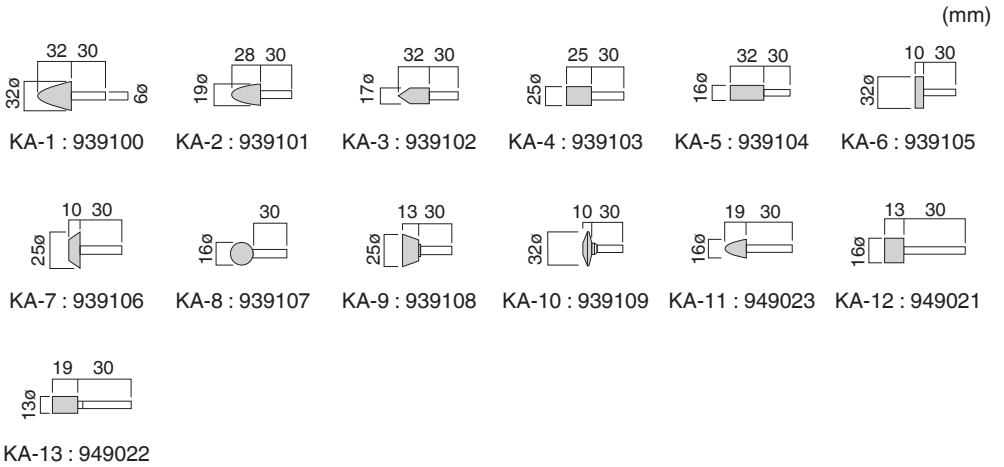 (mm)
32 30
32ø
6ø
KA-1 : 939100
28 30
19ø
KA-2 : 939101
32 30
17ø
KA-3 : 939102
25 30
25ø
KA-4 : 939103
32 30
16ø
KA-5 : 939104
10 30
32ø
KA-6 : 939105
10 30
25ø
KA-7 : 939106
30
16ø
KA-8 : 939107
13 30
25ø
KA-9 : 939108
10 30
32ø
KA-10 : 939109
19 30
16ø
KA-11 : 949023
13 30
16ø
KA-12 : 949021
19 30
13ø
KA-13 : 949022